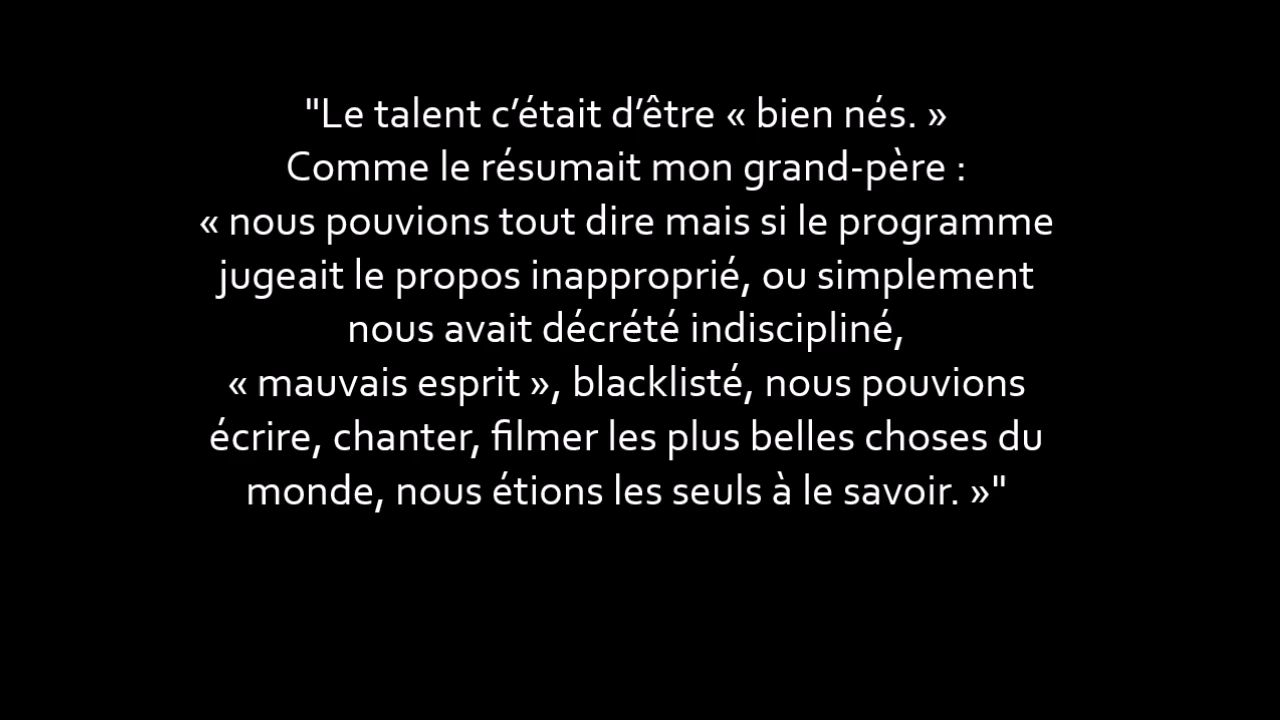 "Le talent c’était d’être « bien nés. »
Comme le résumait mon grand-père :
« nous pouvions tout dire mais si le programme
jugeait le propos inapproprié, ou simplement
nous avait décrété indiscipliné,
« mauvais esprit », blacklisté, nous pouvions
écrire, chanter, filmer les plus belles choses du
monde, nous étions les seuls à le savoir. »"